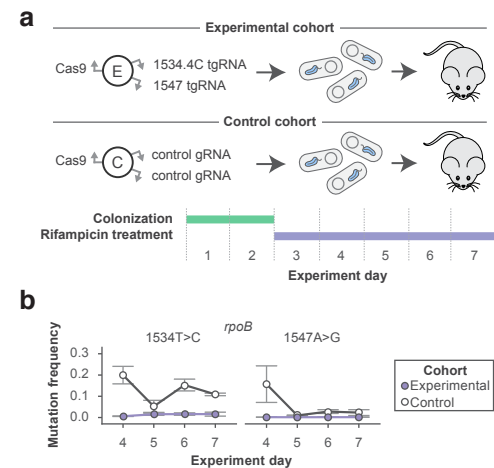 a
Experimental cohort
Cas9 E 1534.4C tgRNA
1547 tgRNA
Control cohort
Cas9 C control gRNA
control gRNA
Colonization
Rifampicin treatment
1 2 3 4 5 6 7
Experiment day
b
rpoB
1534T>C 1547A>G
Mutation frequency
0.3
0.2
0.1
0.0
4 5 6 7 4 5 6 7
Experiment day
Cohort
Experimental
Control